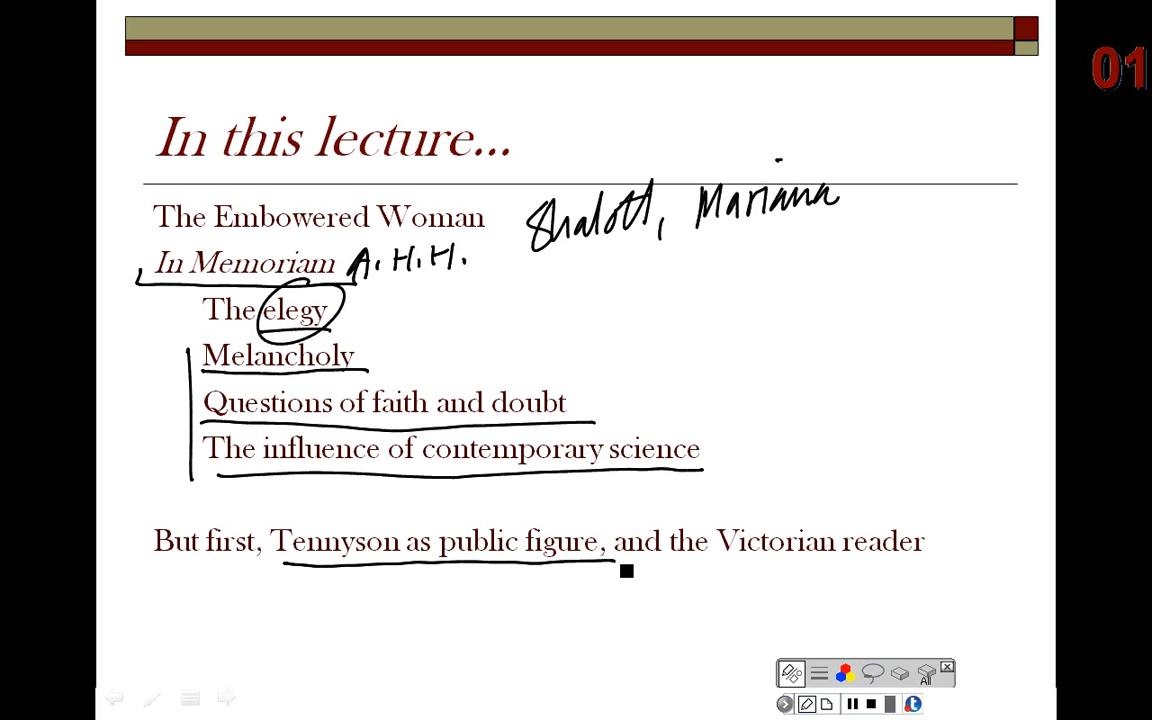 01
In this lecture...
The Embowered Woman Shalott, Mariana
In Memoriam A.H.H.
The elegy
Melancholy
Questions of faith and doubt
The influence of contemporary science
But first, Tennyson as public figure, and the Victorian reader
All